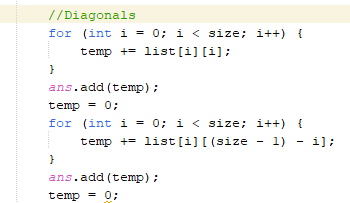 //Diagonals
for (int i = 0; i < size; i++) {
    temp += list[i][i];
}
ans.add(temp);
temp = 0;
for (int i = 0; i < size; i++) {
    temp += list[i][(size - 1) - i];
}
ans.add(temp);
temp = 0;